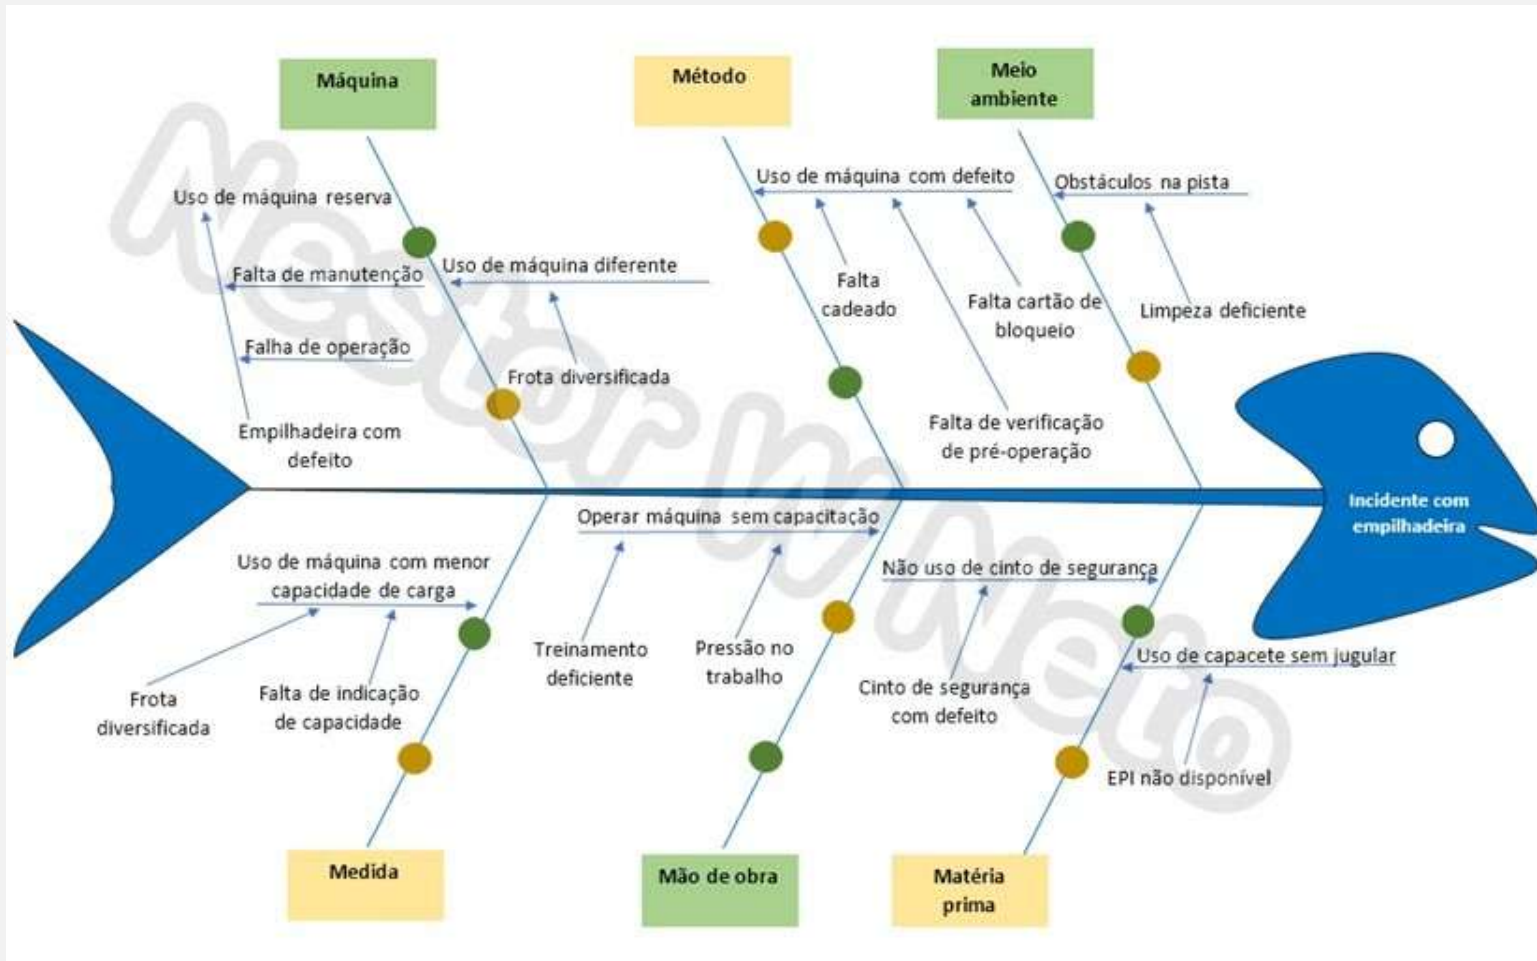 Máquina
Método
Meio
ambiente
Uso de máquina reserva
Falta de manutenção
Falha de operação
Empilhadeira com
defeito
Uso de máquina diferente
Frota diversificada
Uso de máquina com defeito
Falta
cadeado
Falta cartão de
bloqueio
Falta de verificação
de pré-operação
Obstáculos na pista
Limpeza deficiente
Incidente com
empilhadeira
Uso de máquina com menor
capacidade de carga
Frota
diversificada
Falta de indicação
de capacidade
Operar máquina sem capacitação
Treinamento
deficiente
Pressão no
trabalho
Não uso de cinto de segurança
Cinto de segurança
com defeito
Uso de capacete sem jugular
EPI não disponível
Medida
Mão de obra
Matéria
prima
Nestor W Neto